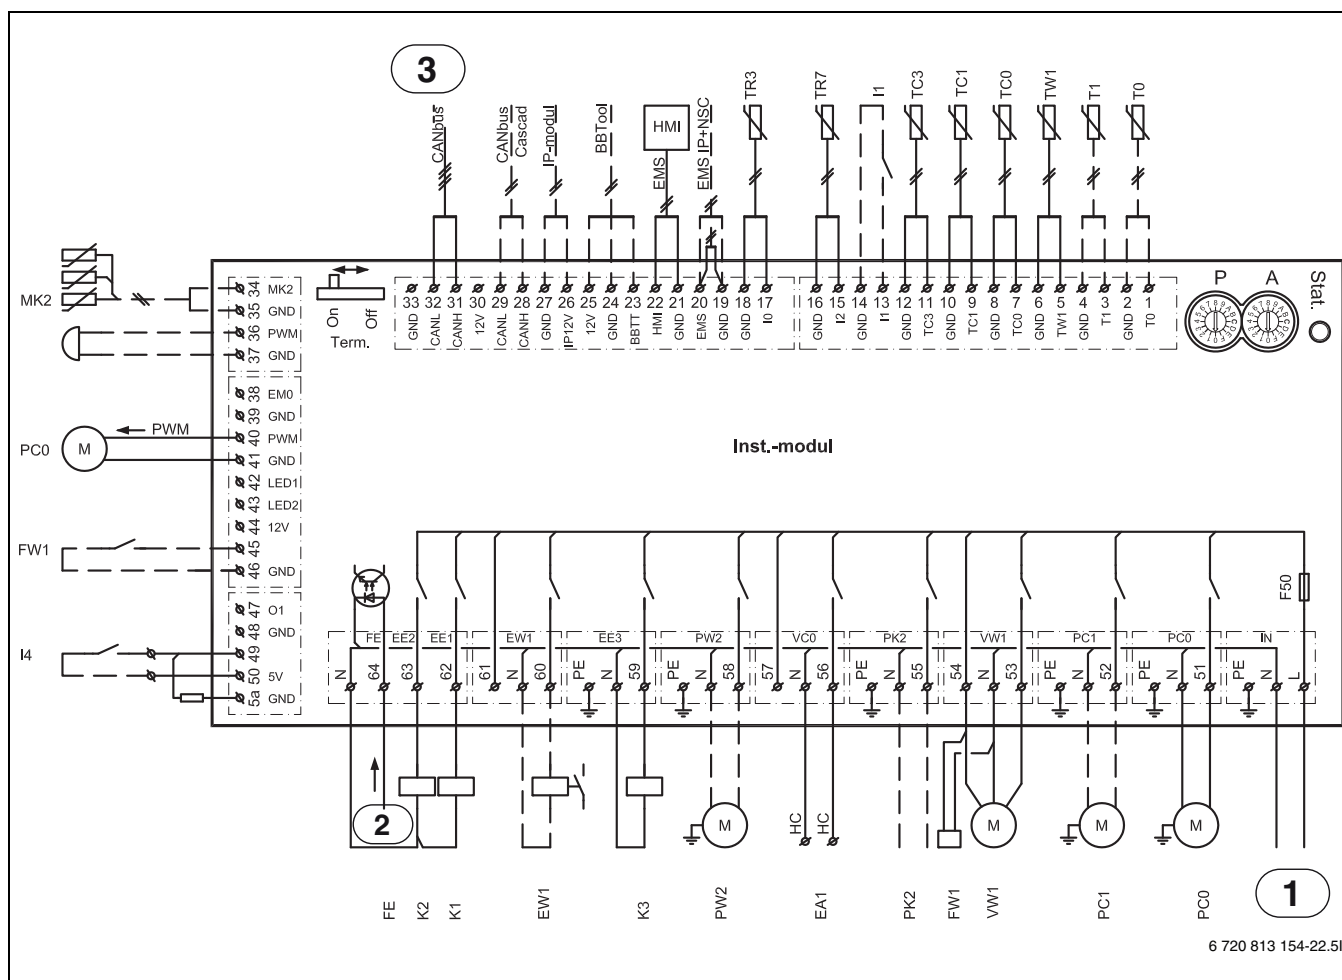 3
CANbus
CANbus
Cascad
IP-modul
BBTool
HMI
EMS
EMS IP+NSC
TR3
TR7
I1
TC3
TC1
TC0
TW1
T1
T0
33 32 31 30 29 28 27 26 25 24 23 22 21 20 19 18 17
GND CANL CANH 12V CANL CANH GND IP12V 12V GND BBTT HMI GND EMS GND GND I0
16 15 14 13 12 11 10 9 8 7 6 5 4 3 2 1
GND I2 GND I1 GND TC3 GND TC1 GND TC0 GND TW1 GND T1 GND T0
P A Stat.
On Off
Term.
MK2
34 MK2
35 GND
36 PWM
37 GND
38 EM0
39 GND
PC0 M PWM
40 PWM
41 GND
42 LED1
43 LED2
44 12V
FW1
45
46 GND
47 O1
48 GND
I4
49
50 5V
5a GND
Inst.-modul
F50
FE EE2 EE1 EW1 EE3 PW2 VC0 PK2 VW1 PC1 PC0 IN
N 64 63 62 61 N 60 PE N 59 PE N 58 57 N 56 PE N 55 54 N 53 PE N 52 PE N 51 PE N L
2
HC HC
M M M M
1
FE K2 K1 EW1 K3 PW2 EA1 PK2 FW1 VW1 PC1 PC0
6 720 813 154-22.5I